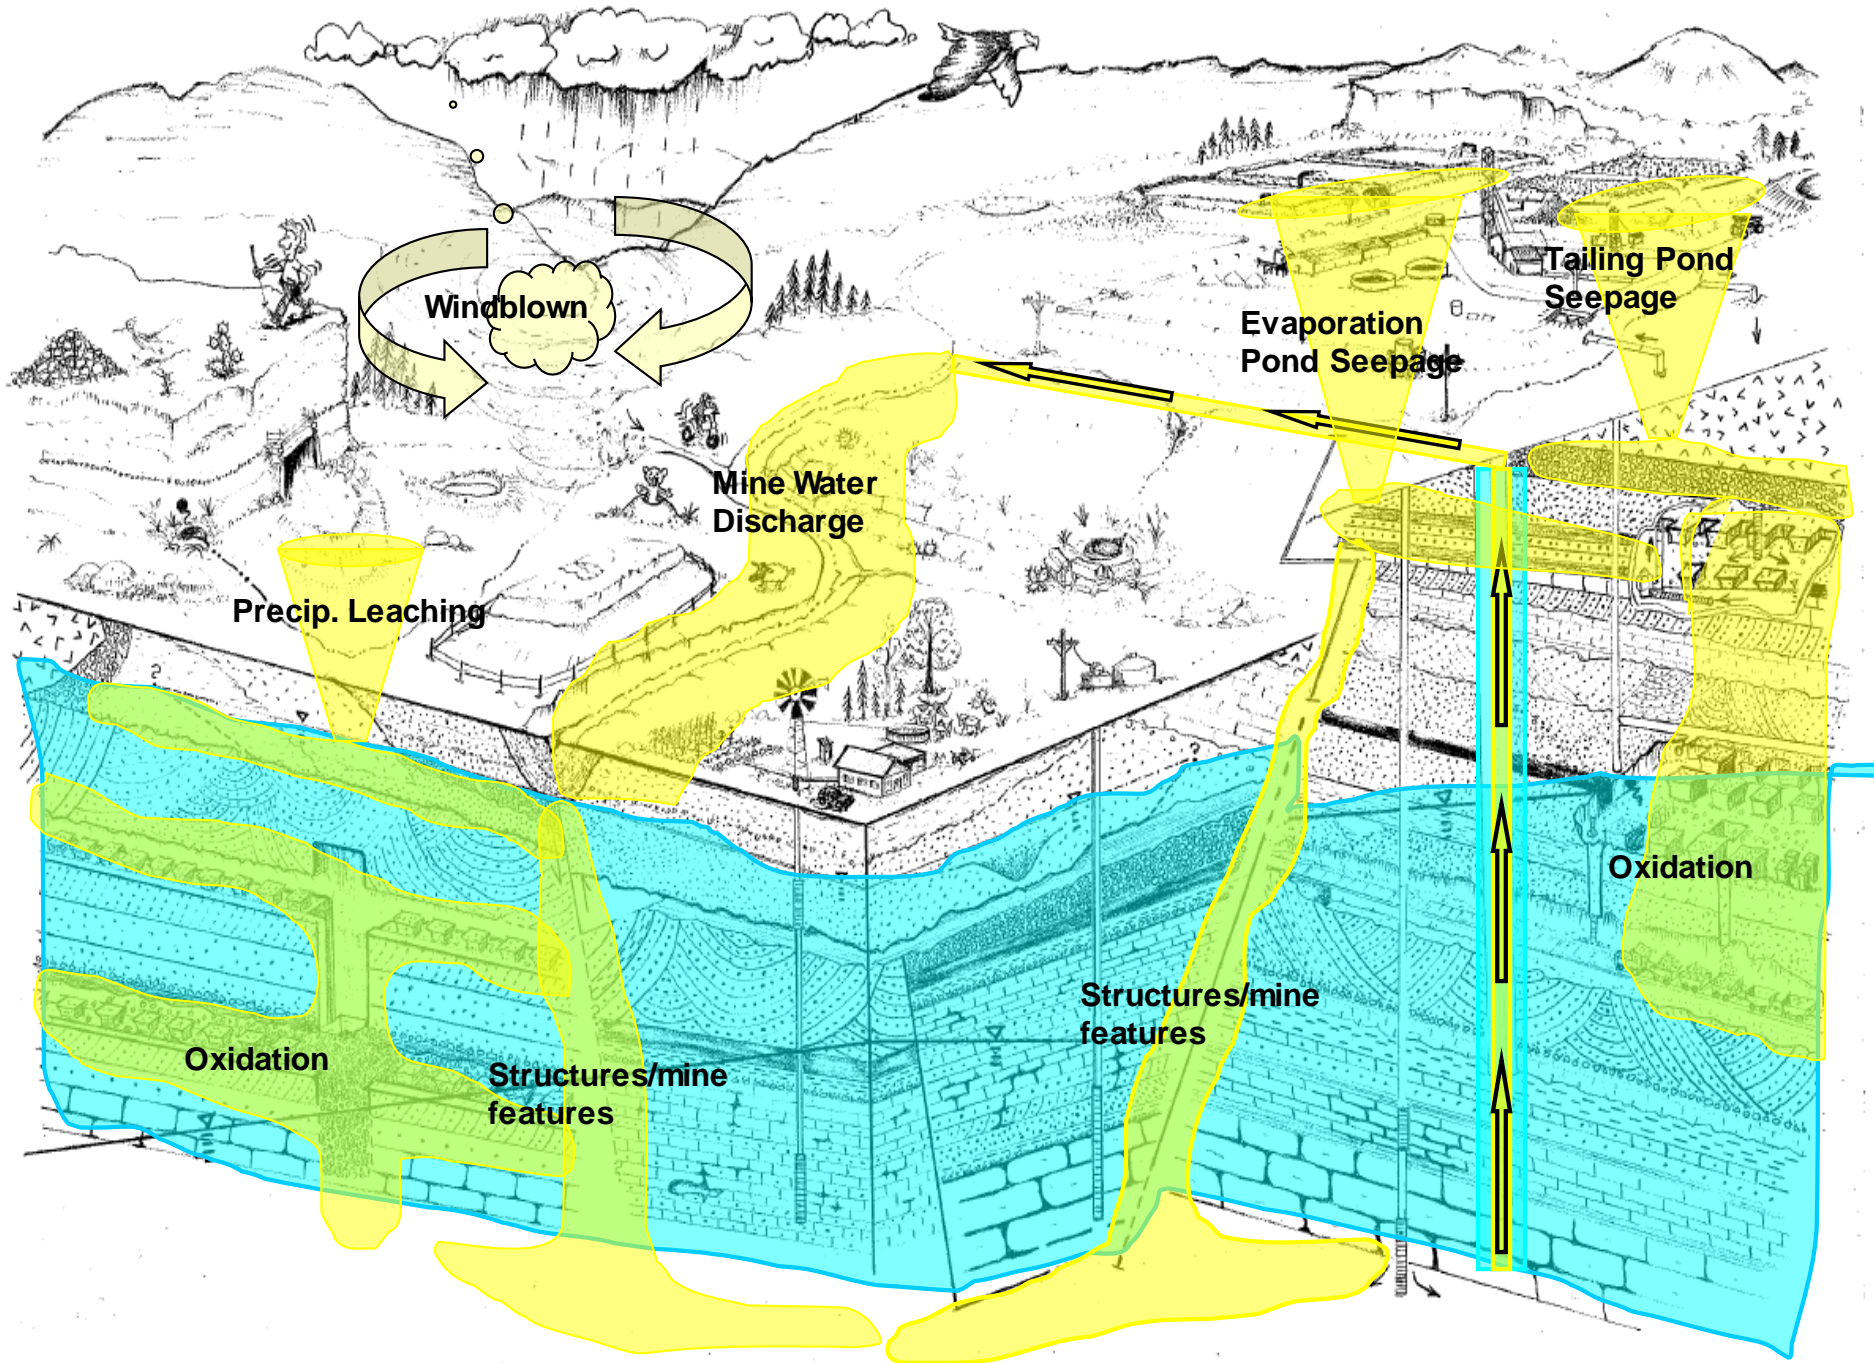 Windblown
Tailing Pond
Seepage
Evaporation
Pond Seepage
Mine Water
Discharge
Precip. Leaching
Oxidation
Structures/mine
features
Oxidation
Structures/mine
features
?
?
?